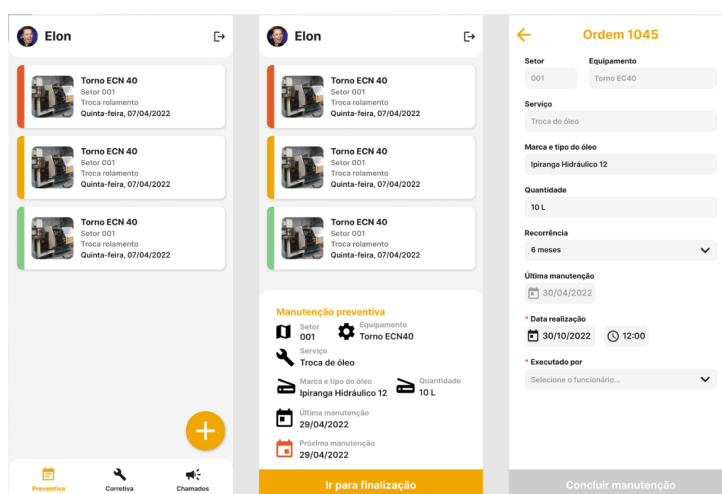 Elon
Torno ECN 40
Setor 001
Troca rolamento
Quinta-feira, 07/04/2022
Torno ECN 40
Setor 001
Troca rolamento
Quinta-feira, 07/04/2022
Torno ECN 40
Setor 001
Troca rolamento
Quinta-feira, 07/04/2022
Preventiva
Corretiva
Chamados
Elon
Torno ECN 40
Setor 001
Troca rolamento
Quinta-feira, 07/04/2022
Torno ECN 40
Setor 001
Troca rolamento
Quinta-feira, 07/04/2022
Torno ECN 40
Setor 001
Troca rolamento
Quinta-feira, 07/04/2022
Manutenção preventiva
Setor Equipamento
001 Torno ECN40
Serviço
Troca de óleo
Marca e tipo do óleo Quantidade
Ipiranga Hidráulico 12 10 L
Última manutenção
29/04/2022
Próxima manutenção
29/04/2022
Ir para finalização
Ordem 1045
Setor Equipamento
001 Torno EC40
Serviço
Troca de óleo
Marca e tipo do óleo
Ipiranga Hidráulico 12
Quantidade
10 L
Recorrência
6 meses
Última manutenção
30/04/2022
* Data realização
30/10/2022 12:00
* Executado por
Selecione o funcionário...
Concluir manutenção